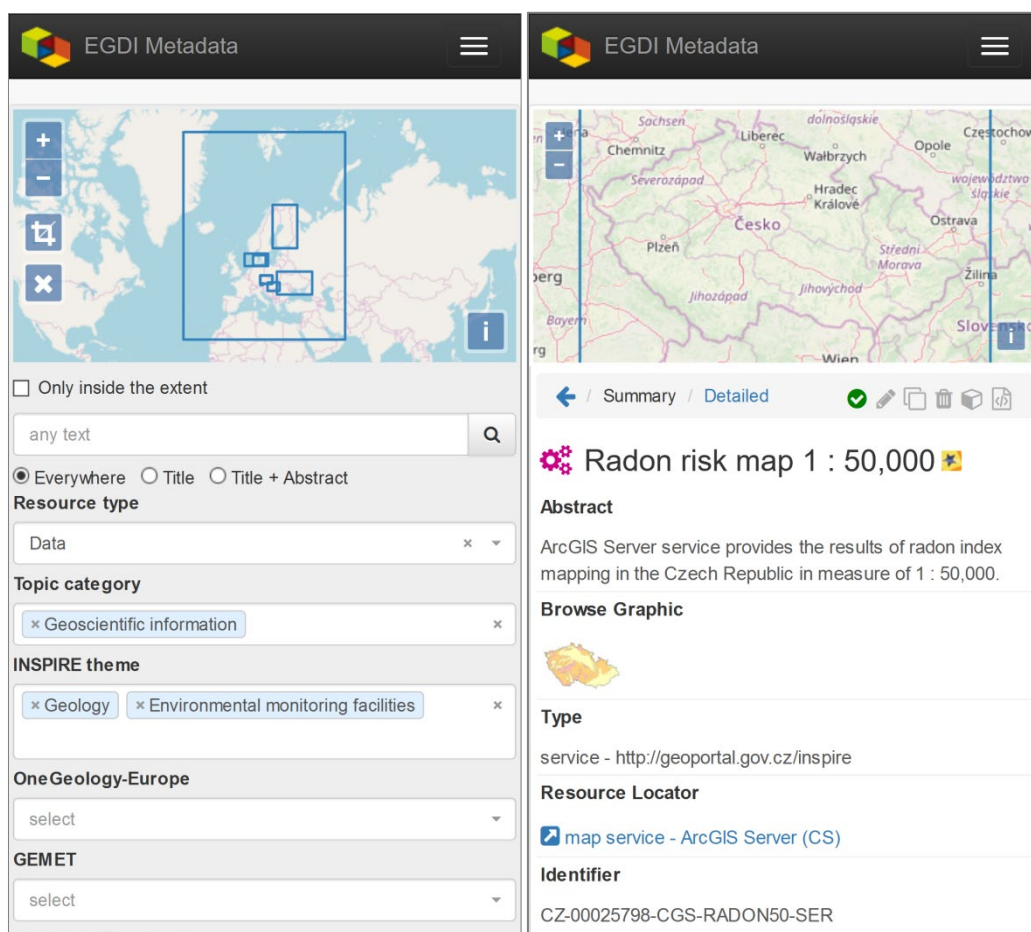 EGDI Metadata
+
−
i
Only inside the extent
any text
Everywhere Title Title + Abstract
Resource type
Data × 
Topic category
× Geoscientific information ×
INSPIRE theme
× Geology × Environmental monitoring facilities ×
OneGeology-Europe
select
GEMET
select
EGDI Metadata
+
−
Sachsen
dolnośląskie
Chemnitz
Liberec
Wałbrzych
Opole
Częstochow
Severozápad
województwo
śląskie
Hradec
Králové
Česko
Ostrava
Plzeň
Střední
Morava
Žilina
berg
Jihozápad
Jihovýchod
Bayern
Slovensko
rg
Wien
i
/ Summary / Detailed
Radon risk map 1 : 50,000
Abstract
ArcGIS Server service provides the results of radon index
mapping in the Czech Republic in measure of 1 : 50,000.
Browse Graphic
Type
service - http://geoportal.gov.cz/inspire
Resource Locator
map service - ArcGIS Server (CS)
Identifier
CZ-00025798-CGS-RADON50-SER